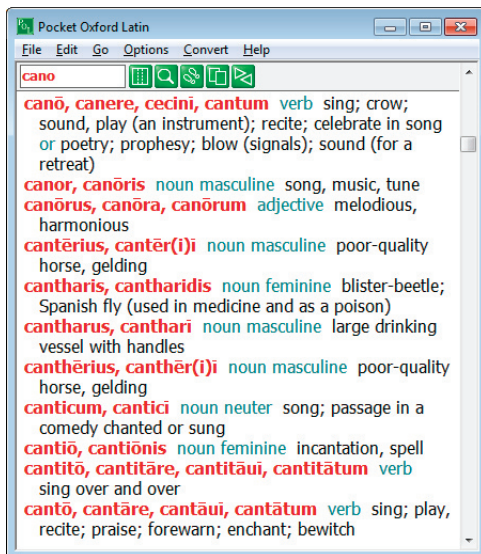 Pocket Oxford Latin
File Edit Go Options Convert Help
cano
canō, canere, cecinī, cantum verb sing; crow;
sound, play (an instrument); recite; celebrate in song
or poetry; prophesy; blow (signals); sound (for a
retreat)
canor, canōris noun masculine song, music, tune
canōrus, canōra, canōrum adjective melodious,
harmonious
cantērius, cantēr(i)ī noun masculine poor-quality
horse, gelding
cantharis, cantharidis noun feminine blister-beetle;
Spanish fly (used in medicine and as a poison)
cantharus, cantharī noun masculine large drinking
vessel with handles
canthērius, canthēr(i)ī noun masculine poor-quality
horse, gelding
canticum, canticī noun neuter song; passage in a
comedy chanted or sung
cantiō, cantiōnis noun feminine incantation, spell
cantitō, cantitāre, cantitāuī, cantitātum verb
sing over and over
cantō, cantāre, cantāuī, cantātum verb sing; play,
recite; praise; forewarn; enchant; bewitch